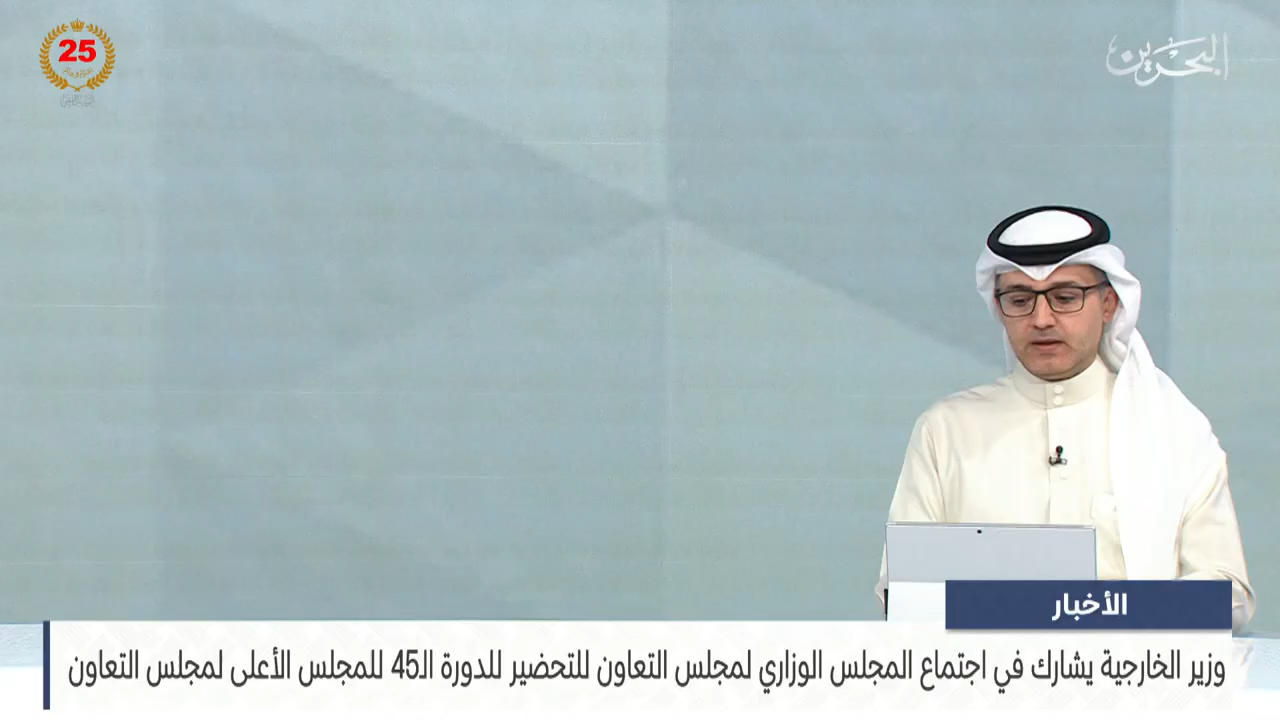 25
البحرين
الأخبار
وزير الخارجية يشارك في اجتماع المجلس الوزاري لمجلس التعاون للتحضير للدورة الـ45 للمجلس الأعلى لمجلس التعاون